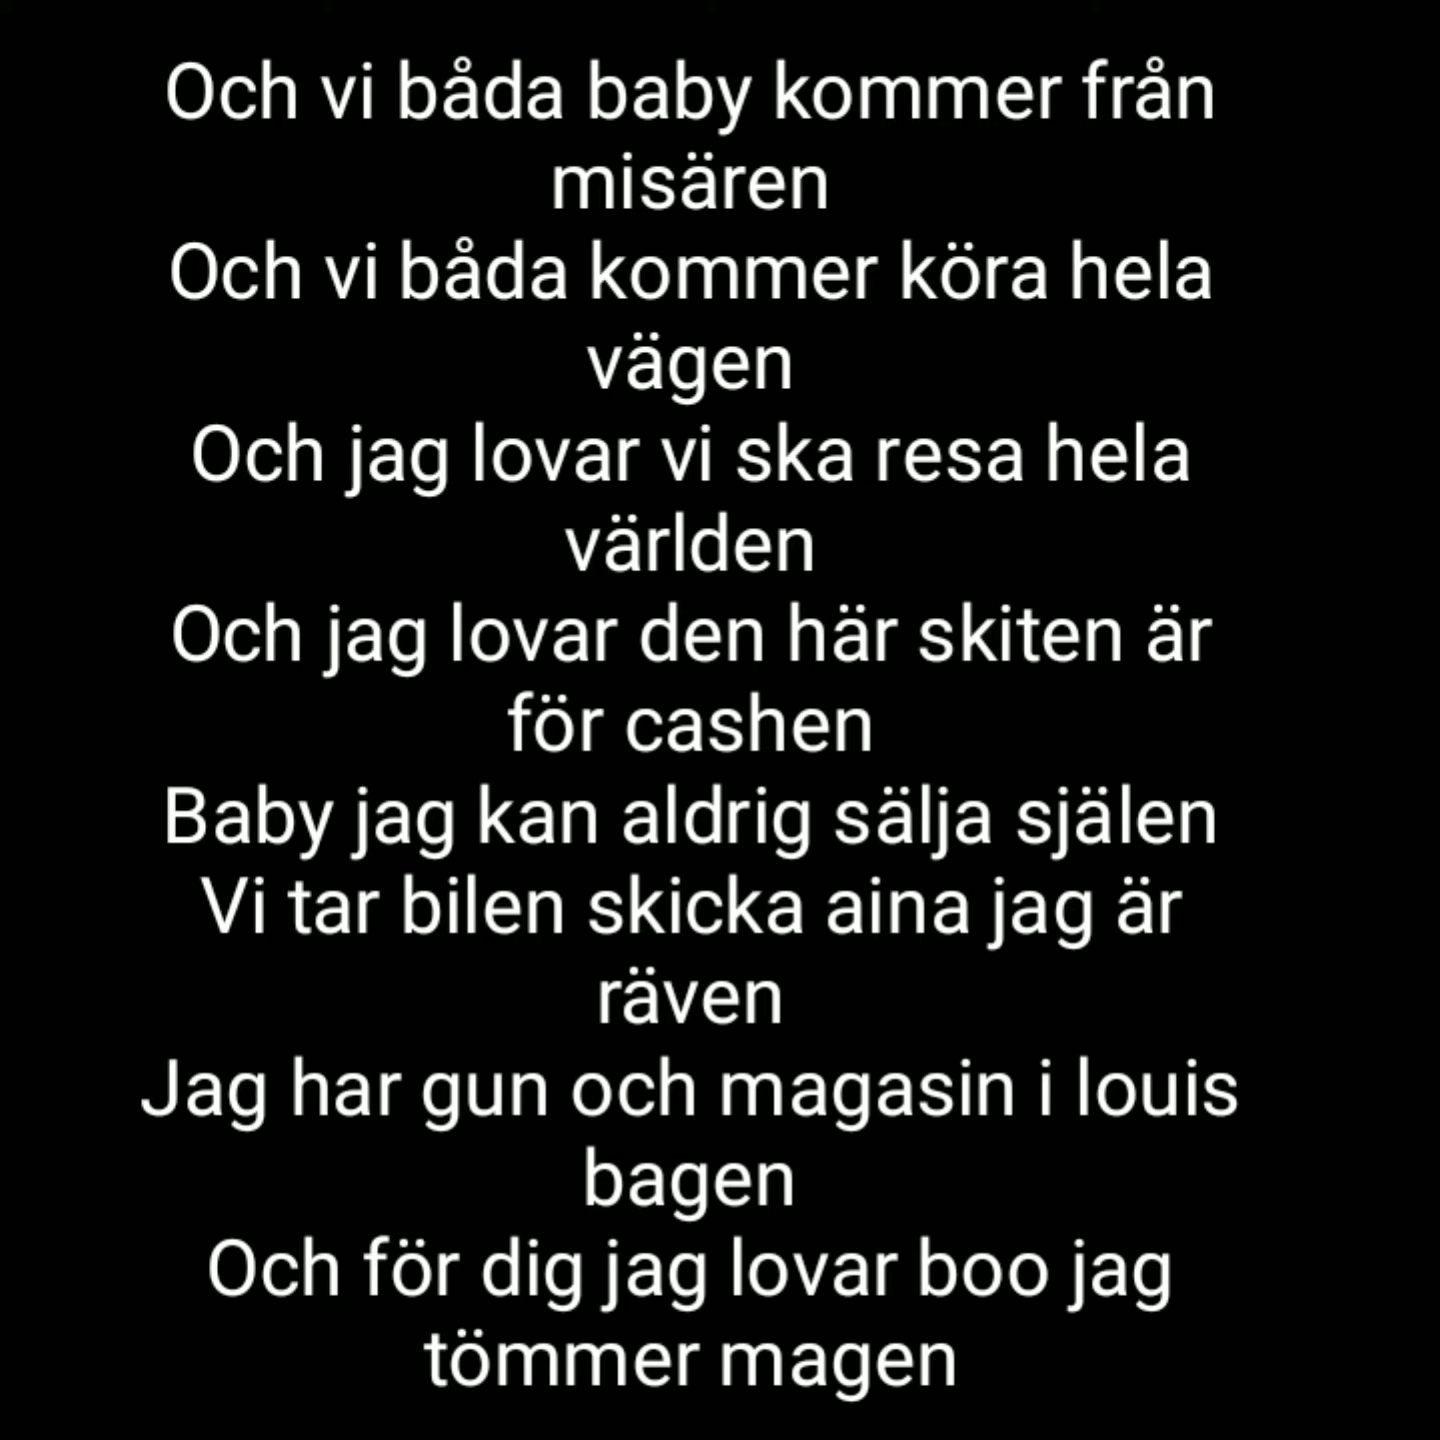 Och vi båda baby kommer från
misären
Och vi båda kommer köra hela
vägen
Och jag lovar vi ska resa hela
världen
Och jag lovar den här skiten är
för cashen
Baby jag kan aldrig sälja själen
Vi tar bilen skicka aina jag är
räven
Jag har gun och magasin i louis
bagen
Och för dig jag lovar boo jag
tömmer magen